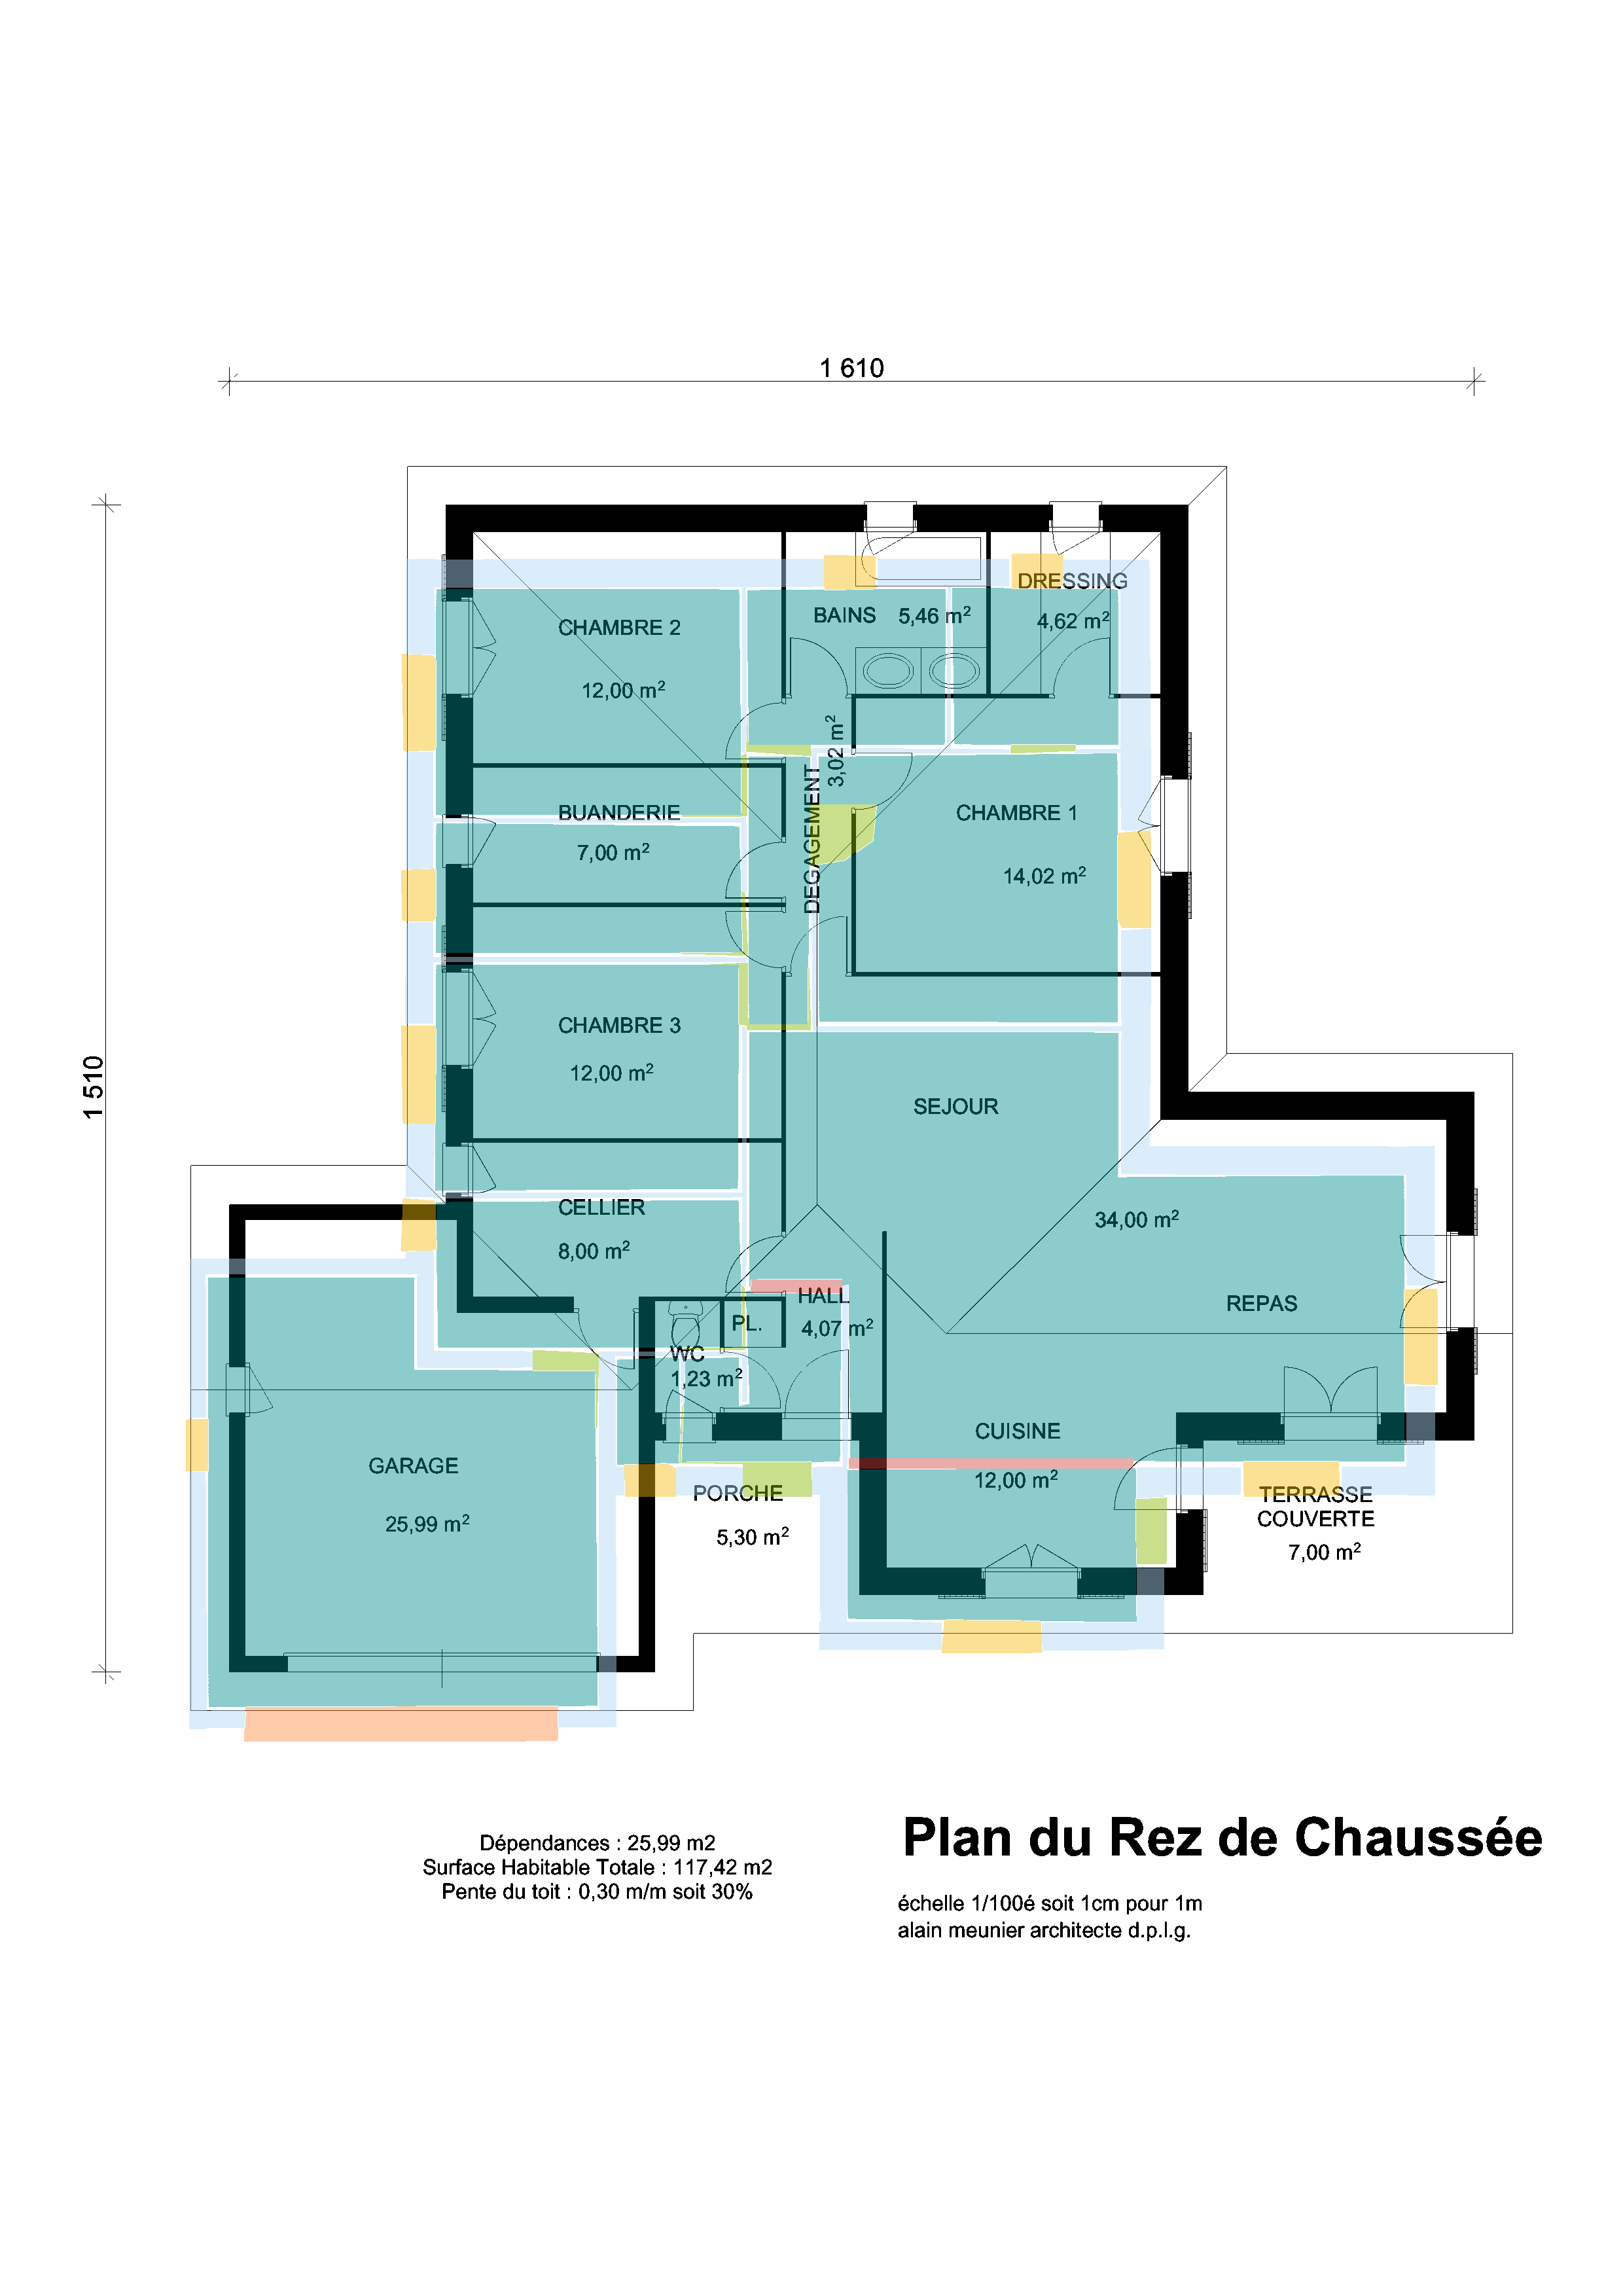 1 610
1 510
DRESSING
4,62 m²
BAINS 5,46 m²
CHAMBRE 2
12,00 m²
DEGAGEMENT
3,02 m²
BUANDERIE
7,00 m²
CHAMBRE 1
14,02 m²
CHAMBRE 3
12,00 m²
SEJOUR
34,00 m²
CELLIER
8,00 m²
HALL
4,07 m²
PL.
REPAS
WC
1,23 m²
CUISINE
12,00 m²
GARAGE
25,99 m²
PORCHE
5,30 m²
TERRASSE
COUVERTE
7,00 m²
Plan du Rez de Chaussée
Dépendances : 25,99 m2
Surface Habitable Totale : 117,42 m2
Pente du toit : 0,30 m/m soit 30%
échelle 1/100é soit 1cm pour 1m
alain meunier architecte d.p.l.g.